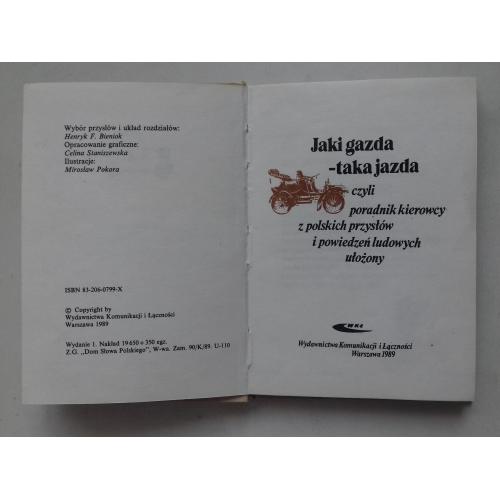 Wybór przysłów i układ rozdziałów:
Henryk F. Bieniok
Opracowanie graficzne:
Celina Staniszewska
Ilustracje:
Mirosław Pokora
ISBN 83-206-0799-X
© Copyright by
Wydawnictwa Komunikacji i Łączności
Warszawa 1989
Wydanie 1. Nakład 19 650 + 350 egz.
Z.G. „Dom Słowa Polskiego”, W-wa. Zam. 90/K/89. U-110
Jaki gazda
-taka jazda
czyli
poradnik kierowcy
z polskich przysłów
i powiedzeń ludowych
ułożony
WKŁ
Wydawnictwa Komunikacji i Łączności
Warszawa 1989